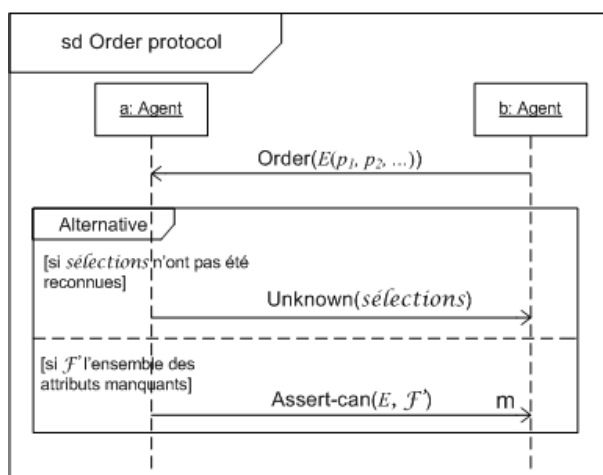 sd Order protocol
a: Agent
b: Agent
Order(E(p₁, p₂, ...))
Alternative
[si sélections n'ont pas été
reconnues]
Unknown(sélections)
[si ℱ' l'ensemble des
attributs manquants]
Assert-can(E, ℱ')
m